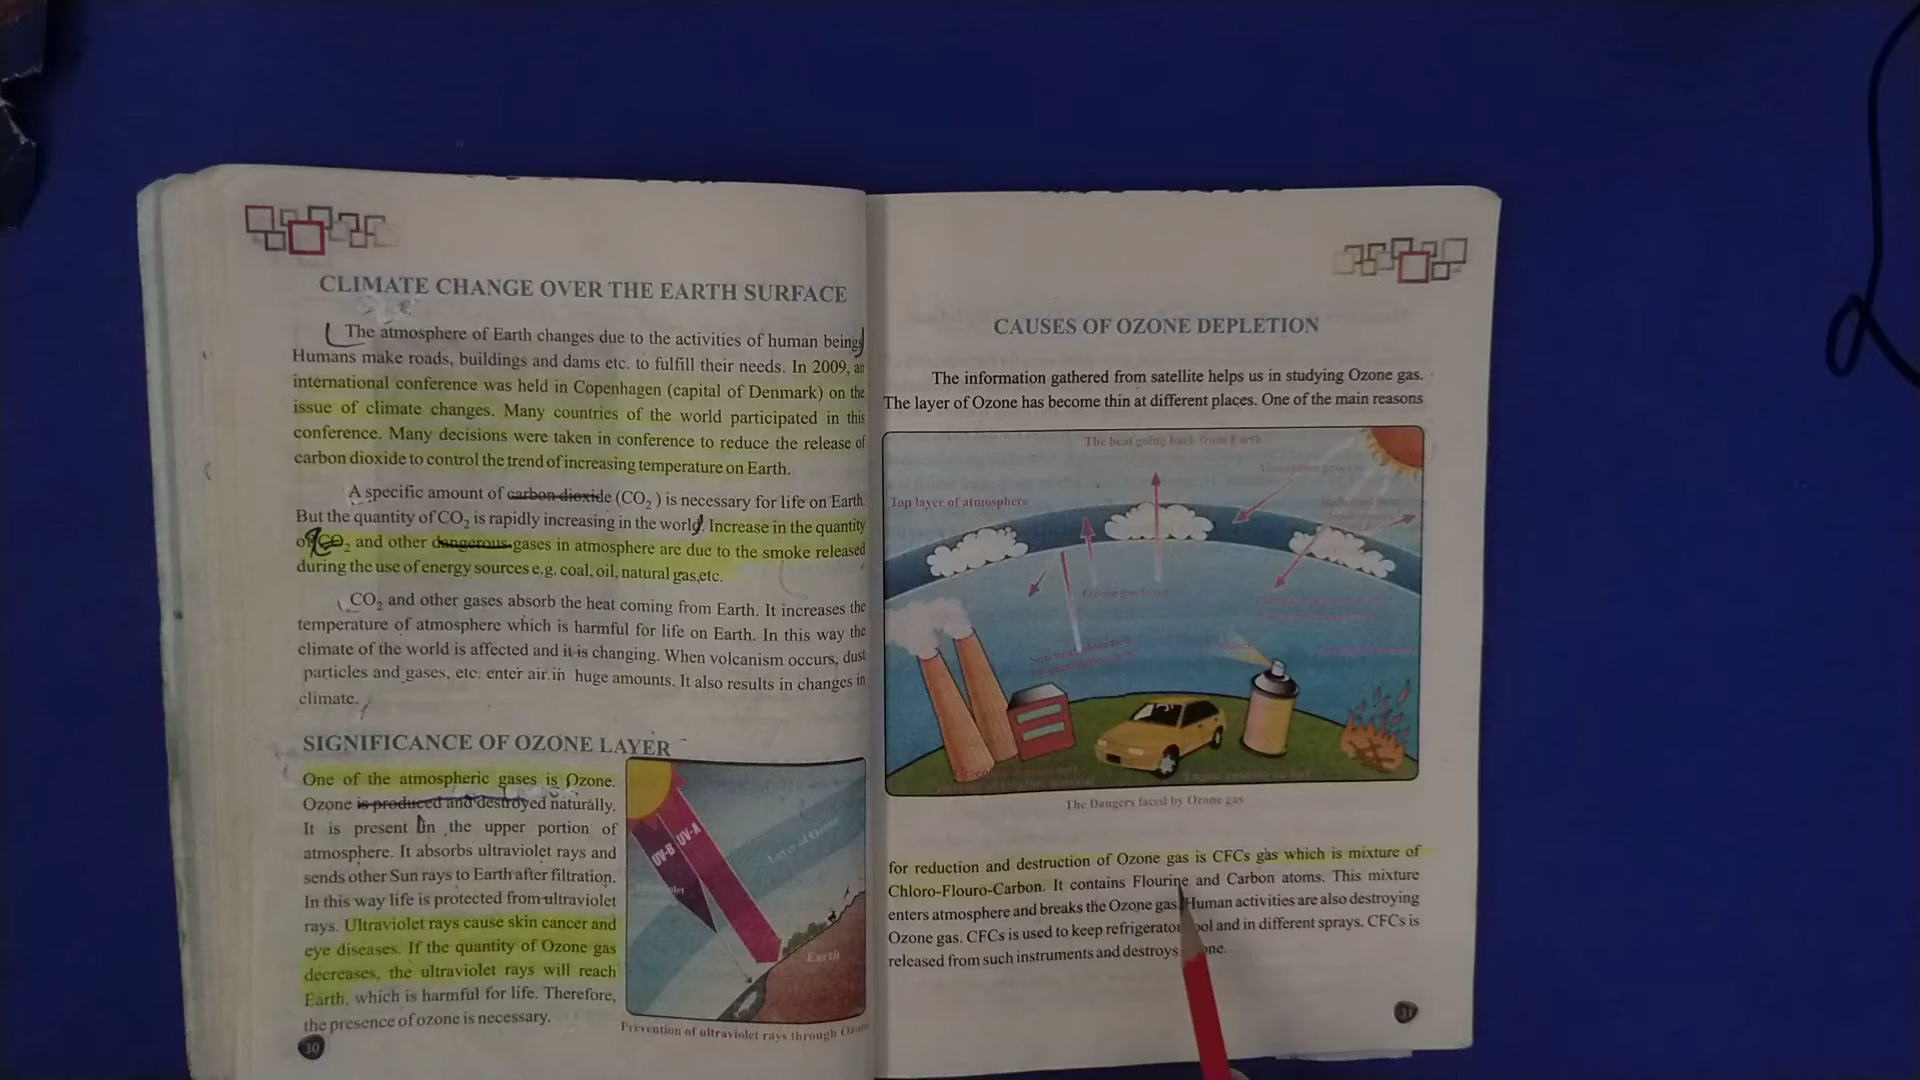 CLIMATE CHANGE OVER THE EARTH SURFACE
The atmosphere of Earth changes due to the activities of human beings
Humans make roads, buildings and dams etc. to fulfill their needs. In 2009, an
international conference was held in Copenhagen (capital of Denmark) on the
issue of climate changes. Many countries of the world participated in this
conference. Many decisions were taken in conference to reduce the release of
carbon dioxide to control the trend of increasing temperature on Earth.
A specific amount of carbon dioxide (CO₂) is necessary for life on Earth.
But the quantity of CO₂ is rapidly increasing in the world. Increase in the quantity
of CO₂ and other dangerous gases in atmosphere are due to the smoke released
during the use of energy sources e.g. coal, oil, natural gas,etc.
CO₂ and other gases absorb the heat coming from Earth. It increases the
temperature of atmosphere which is harmful for life on Earth. In this way the
climate of the world is affected and it is changing. When volcanism occurs, dust
particles and gases, etc. enter air in huge amounts. It also results in changes in
climate.
SIGNIFICANCE OF OZONE LAYER
One of the atmospheric gases is Ozone.
Ozone is produced and destroyed naturally.
It is present in the upper portion of
atmosphere. It absorbs ultraviolet rays and
sends other Sun rays to Earth after filtration.
In this way life is protected from ultraviolet
rays. Ultraviolet rays cause skin cancer and
eye diseases. If the quantity of Ozone gas
decreases, the ultraviolet rays will reach
Earth, which is harmful for life. Therefore,
the presence of ozone is necessary.
UV-B
UV-A
Layer of Ozone
Earth
Prevention of ultraviolet rays through
30
CAUSES OF OZONE DEPLETION
The information gathered from satellite helps us in studying Ozone gas.
The layer of Ozone has become thin at different places. One of the main reasons
The heat going back from Earth
Absorption process
Top layer of atmosphere
Ozone gas layer
The Dangers faced by Ozone gas
for reduction and destruction of Ozone gas is CFCs gas which is mixture of
Chloro-Flouro-Carbon. It contains Flourine and Carbon atoms. This mixture
enters atmosphere and breaks the Ozone gas. Human activities are also destroying
Ozone gas. CFCs is used to keep refrigerator and in different sprays. CFCs is
released from such instruments and destroys
31